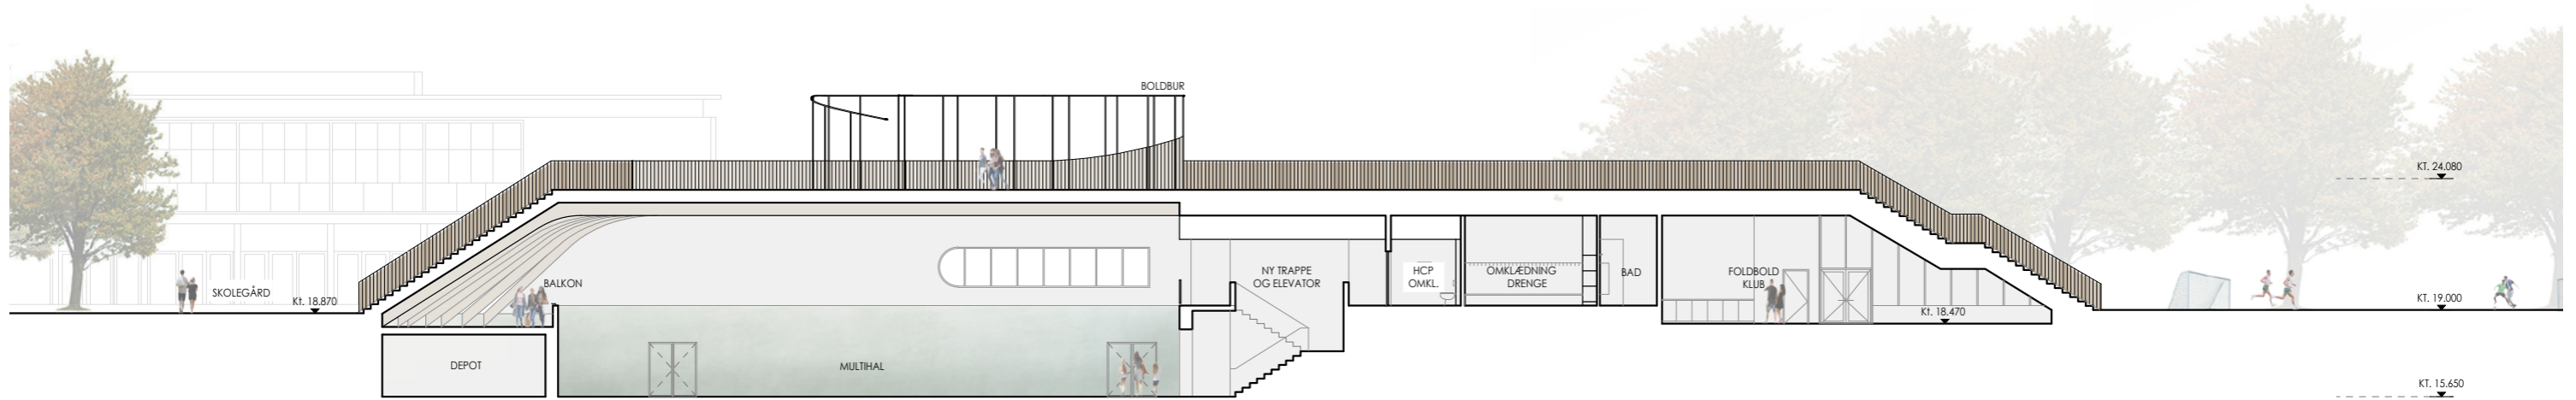 BOLDBUR
KT. 24.080
SKOLEGÅRD
Kt. 18.870
BALKON
NY TRAPPE
OG ELEVATOR
HCP
OMKL.
OMKLÆDNING
DRENGE
BAD
FOLDBOLD
KLUB
Kt. 18.470
KT. 19.000
DEPOT
MULTIHAL
KT. 15.650